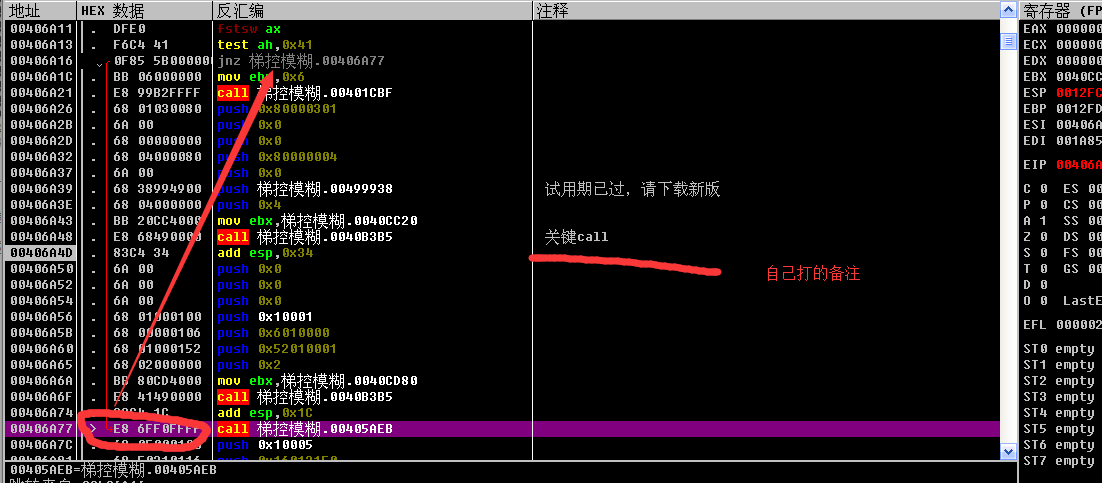 地址 HEX 数据 反汇编 注释 寄存器 (FP
00406A11 . DFE0 fstsw ax EAX 000000
00406A13 . F6C4 41 test ah,0x41 ECX 000000
00406A16 . 0F85 5B000000 jnz 梯控模糊.00406A77 EDX 000000
00406A1C . BB 06000000 mov ebx,0x6 EBX 0040CC
00406A21 . E8 99B2FFFF call 梯控模糊.00401CBF ESP 0012FC
00406A26 . 68 01030080 push 0x80000301 EBP 0012FD
00406A2B . 6A 00 push 0x0 ESI 00406A
00406A2D . 68 00000000 push 0x0 EDI 001A85
00406A32 . 68 04000080 push 0x80000004
00406A37 . 6A 00 push 0x0 EIP 00406A
00406A39 . 68 38994900 push 梯控模糊.00499938 试用期已过，请下载新版 C 0 ES 00
00406A3E . 68 04000000 push 0x4 P 0 CS 00
00406A43 . BB 20CC4000 mov ebx,梯控模糊.0040CC20 A 1 SS 00
00406A48 . E8 68490000 call 梯控模糊.0040B3B5 关键call Z 0 DS 00
00406A4D . 83C4 34 add esp,0x34 S 0 FS 00
00406A50 . 6A 00 push 0x0 自己打的备注 T 0 GS 00
00406A52 . 6A 00 push 0x0 D 0
00406A54 . 6A 00 push 0x0 O 0 LastE
00406A56 . 68 01000100 push 0x10001
00406A5B . 68 00000106 push 0x6010000 EFL 000002
00406A60 . 68 01000152 push 0x52010001 ST0 empty
00406A65 . 68 02000000 push 0x2 ST1 empty
00406A6A . BB 80CD4000 mov ebx,梯控模糊.0040CD80 ST2 empty
00406A6F . E8 41490000 call 梯控模糊.0040B3B5 ST3 empty
00406A74 . 83C4 1C add esp,0x1C ST4 empty
00406A77 > E8 6FF0FFFF call 梯控模糊.00405AEB ST5 empty
00406A7C . push 0x10005 ST6 empty
ST7 empty
00405AEB=梯控模糊.00405AEB